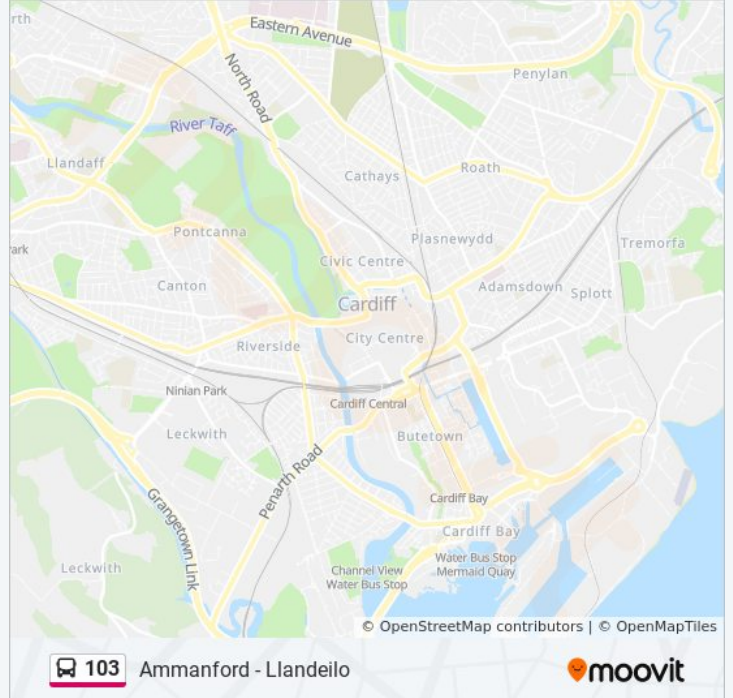 rth
Eastern Avenue
North Road
Penylan
River Taff
Llandaff
Cathays
Roath
Pontcanna
Plasnewydd
ark
Civic Centre
Tremorfa
Canton
Adamsdown
Splott
Cardiff
City Centre
Riverside
Ninian Park
Cardiff Central
Leckwith
Butetown
Penarth Road
Grangetown Link
Cardiff Bay
Cardiff Bay
Leckwith
Channel View
Water Bus Stop
Water Bus Stop
Mermaid Quay
© OpenStreetMap contributors | © OpenMapTiles
103 Ammanford - Llandeilo
moovit